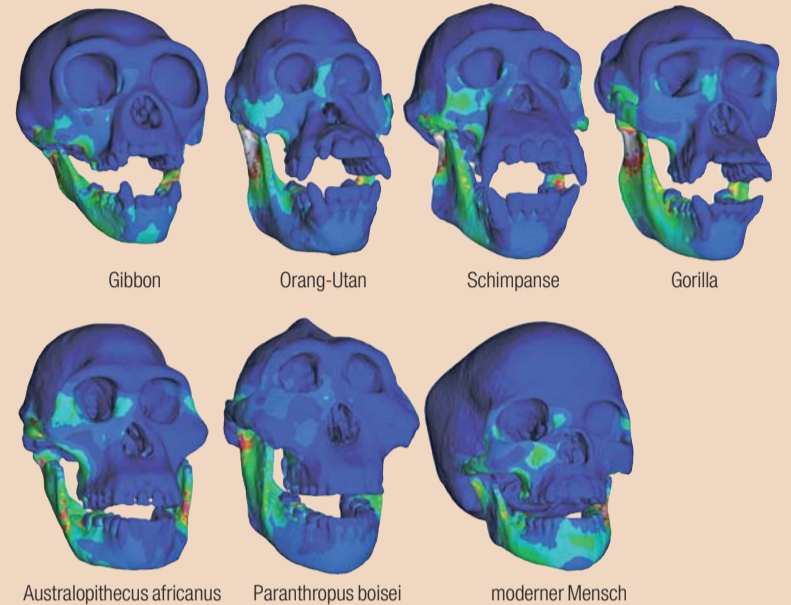 Gibbon
Orang-Utan
Schimpanse
Gorilla
Australopithecus africanus
Paranthropus boisei
moderner Mensch